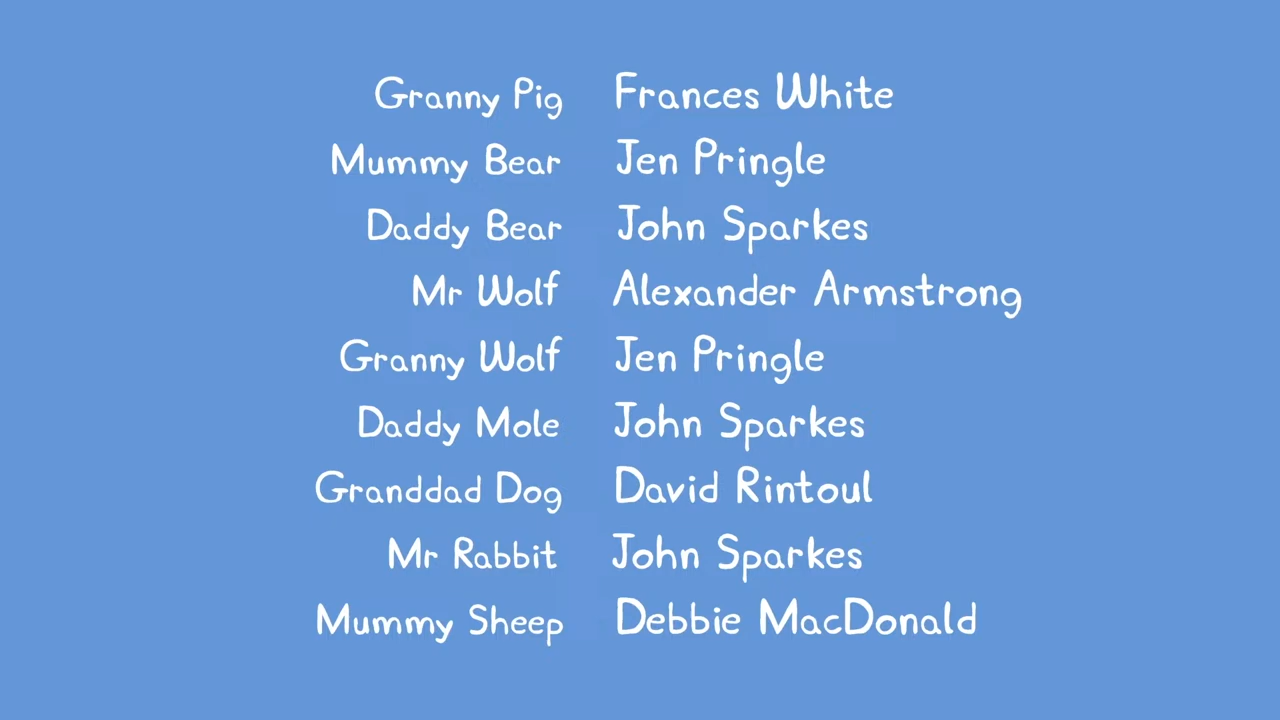 Granny Pig Frances White
Mummy Bear Jen Pringle
Daddy Bear John Sparkes
Mr Wolf Alexander Armstrong
Granny Wolf Jen Pringle
Daddy Mole John Sparkes
Granddad Dog David Rintoul
Mr Rabbit John Sparkes
Mummy Sheep Debbie MacDonald